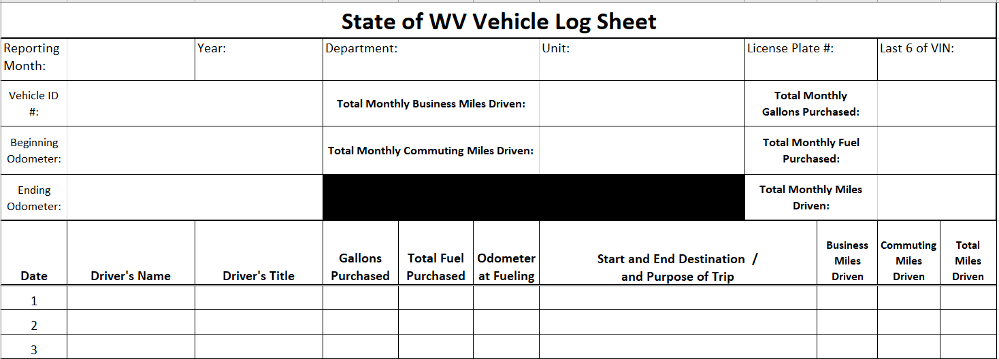 State of WV Vehicle Log Sheet
Reporting
Month:
Year:
Department:
Unit:
License Plate #:
Last 6 of VIN:
Vehicle ID
#:
Total Monthly Business Miles Driven:
Total Monthly
Gallons Purchased:
Beginning
Odometer:
Total Monthly Commuting Miles Driven:
Total Monthly Fuel
Purchased:
Ending
Odometer:
Total Monthly Miles
Driven:
Date
Driver's Name
Driver's Title
Gallons
Purchased
Total Fuel
Purchased
Odometer
at Fueling
Start and End Destination /
and Purpose of Trip
Business
Miles
Driven
Commuting
Miles
Driven
Total
Miles
Driven
1
2
3